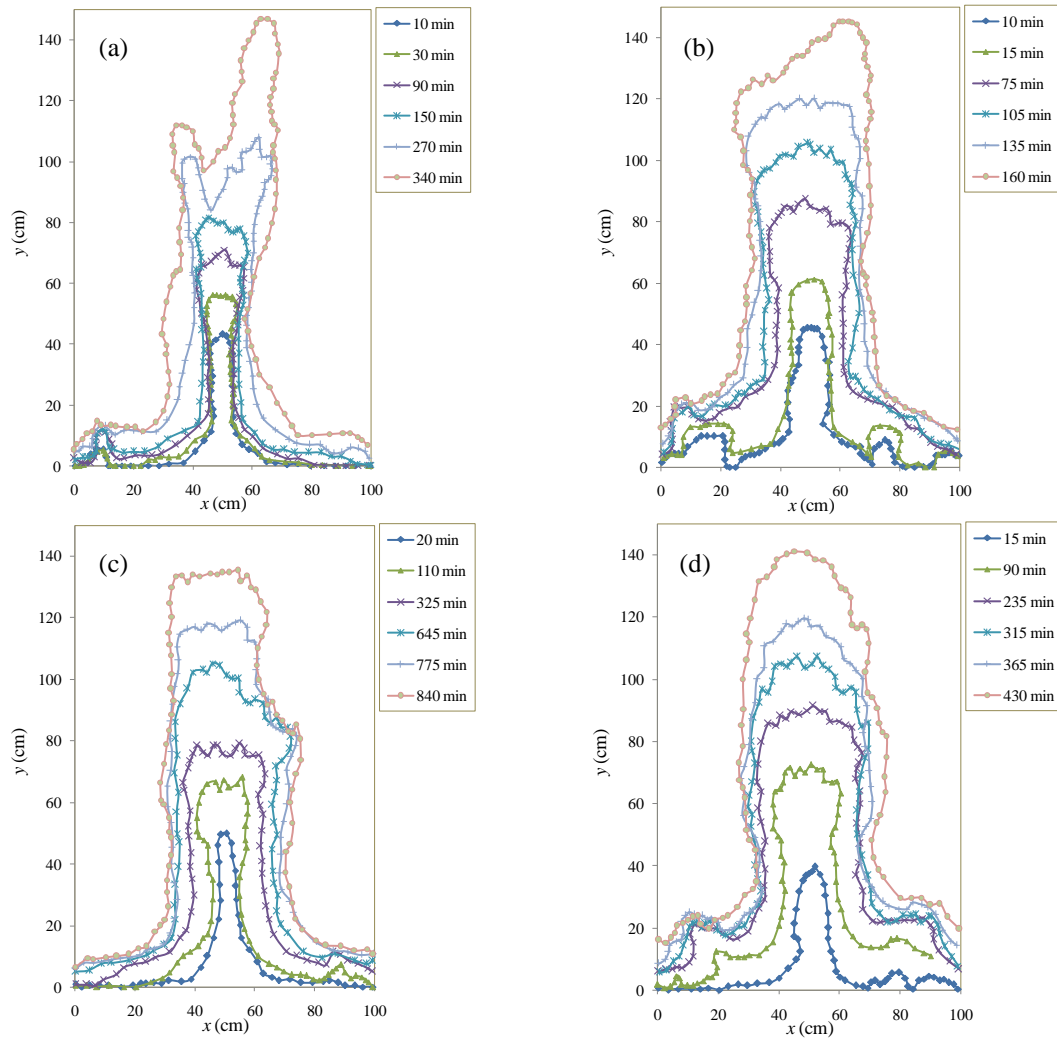 (a)
y (cm)
140
120
100
80
60
40
20
0
0 20 40 60 80 100
x (cm)
10 min
30 min
90 min
150 min
270 min
340 min
(b)
y (cm)
140
120
100
80
60
40
20
0
0 20 40 60 80 100
x (cm)
10 min
15 min
75 min
105 min
135 min
160 min
(c)
y (cm)
140
120
100
80
60
40
20
0
0 20 40 60 80 100
x (cm)
20 min
110 min
325 min
645 min
775 min
840 min
(d)
y (cm)
140
120
100
80
60
40
20
0
0 20 40 60 80 100
x (cm)
15 min
90 min
235 min
315 min
365 min
430 min